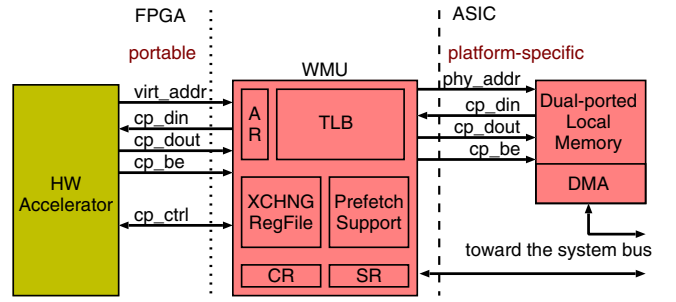 FPGA
ASIC
portable
platform-specific
WMU
HW
Accelerator
virt_addr
cp_din
cp_dout
cp_be
cp_ctrl
A
R
TLB
XCHNG
RegFile
Prefetch
Support
CR
SR
phy_addr
cp_din
cp_dout
cp_be
Dual-ported
Local
Memory
DMA
toward the system bus